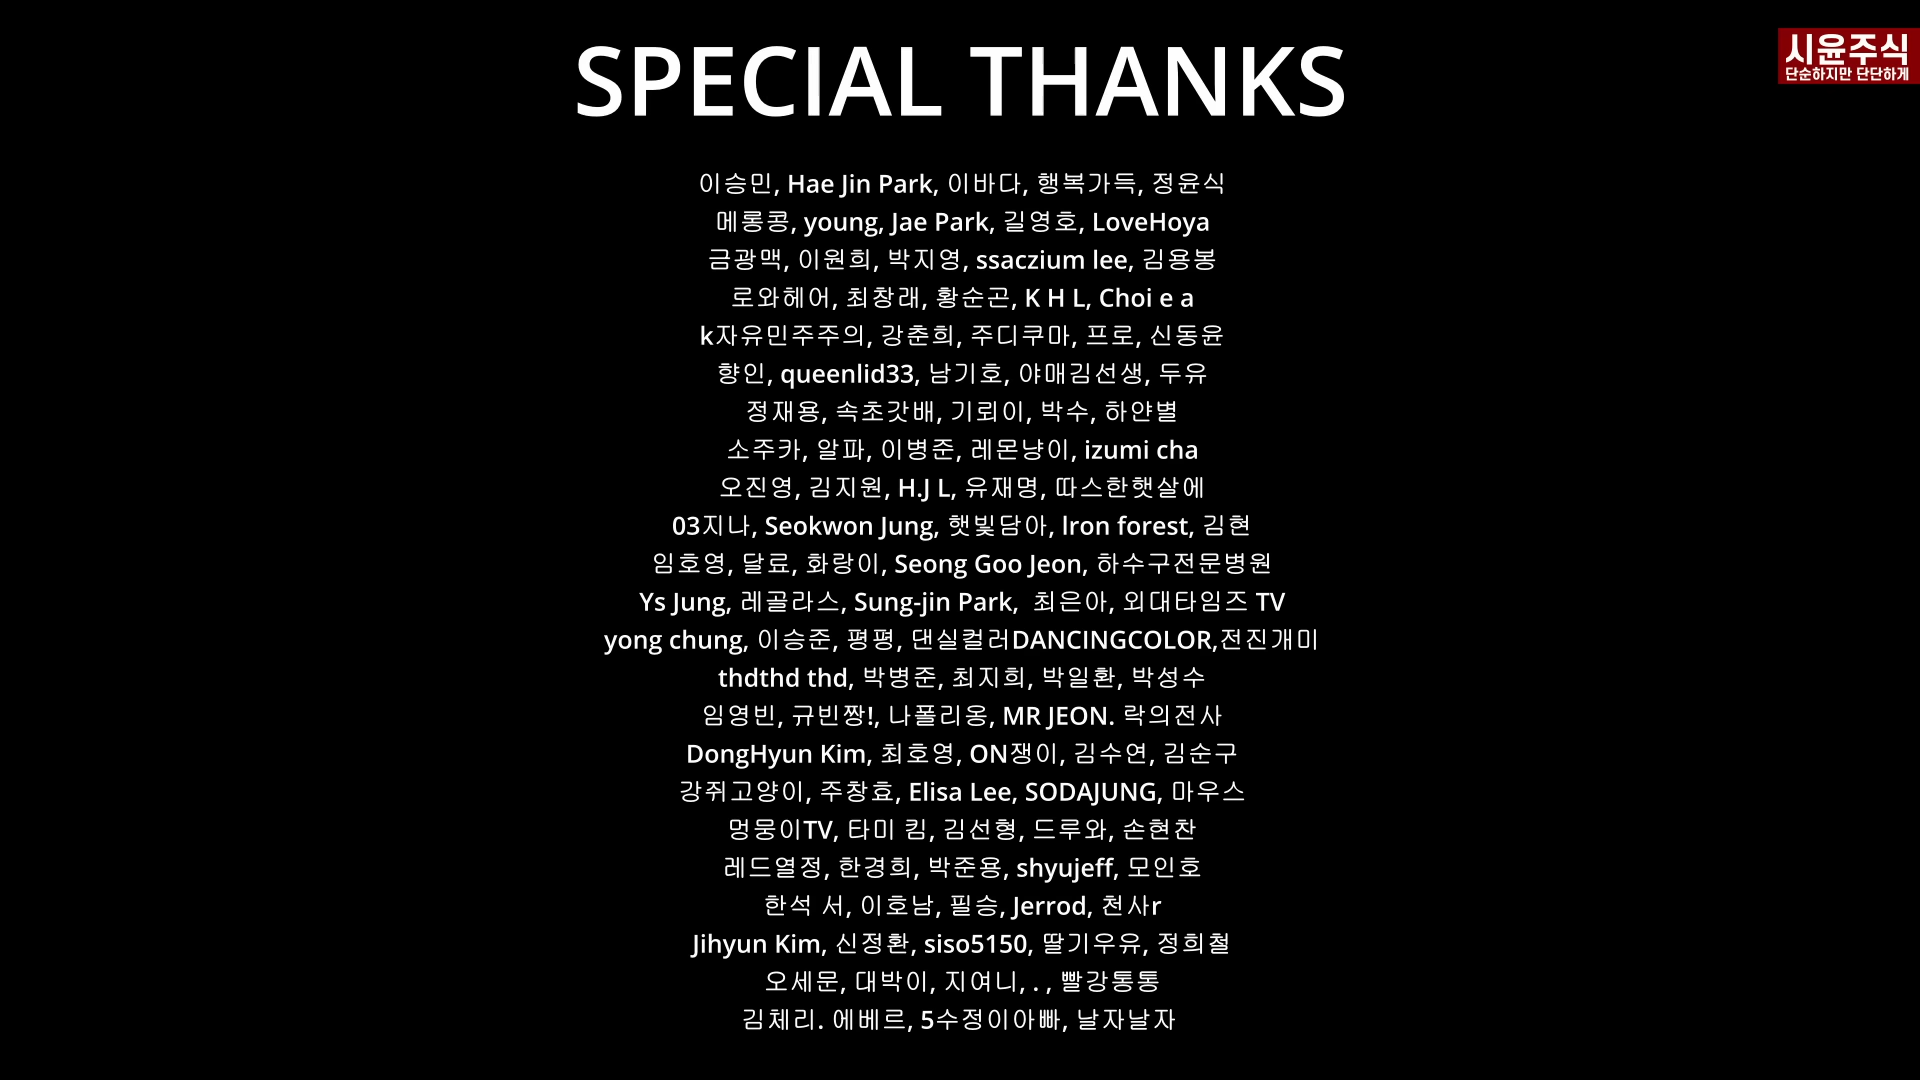 SPECIAL THANKS
시윤주식
단순하지만 단단하게
이승민, Hae Jin Park, 이바다, 행복가득, 정윤식
메롱콩, young, Jae Park, 길영호, LoveHoya
금광맥, 이원희, 박지영, ssaczium lee, 김용봉
로와헤어, 최창래, 황순곤, K H L, Choi e a
k자유민주주의, 강춘희, 주디쿠마, 프로, 신동윤
향인, queenlid33, 남기호, 야매김선생, 두유
정재용, 속초갓배, 기뢰이, 박수, 하얀별
소주카, 알파, 이병준, 레몬냥이, izumi cha
오진영, 김지원, H.J L, 유재명, 따스한햇살에
03지나, Seokwon Jung, 햇빛담아, lron forest, 김현
임호영, 달료, 화랑이, Seong Goo Jeon, 하수구전문병원
Ys Jung, 레골라스, Sung-jin Park, 최은아, 외대타임즈 TV
yong chung, 이승준, 평평, 댄실컬러DANCINGCOLOR,전진개미
thdthd thd, 박병준, 최지희, 박일환, 박성수
임영빈, 규빈짱!, 나폴리옹, MR JEON. 락의전사
DongHyun Kim, 최호영, ON쟁이, 김수연, 김순구
강쥐고양이, 주창효, Elisa Lee, SODAJUNG, 마우스
멍뭉이TV, 타미 킴, 김선형, 드루와, 손현찬
레드열정, 한경희, 박준용, shyujeff, 모인호
한석 서, 이호남, 필승, Jerrod, 천사r
Jihyun Kim, 신정환, siso5150, 딸기우유, 정희철
오세문, 대박이, 지여니, . , 빨강통통
김체리. 에베르, 5수정이아빠, 날자날자